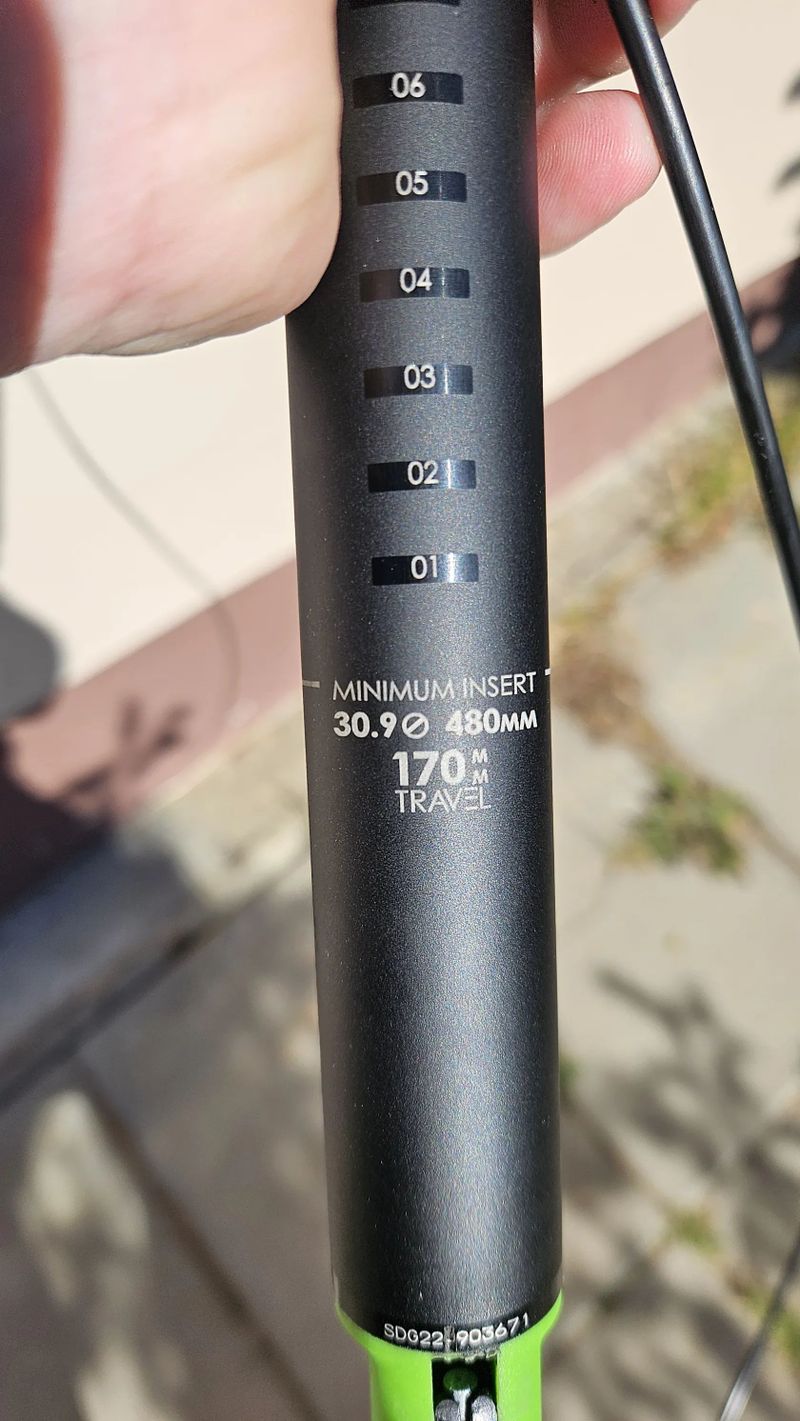 06
05
04
03
02
01
MINIMUM INSERT
30.9⌀ 480MM
170MM
TRAVEL
SDG22-903671